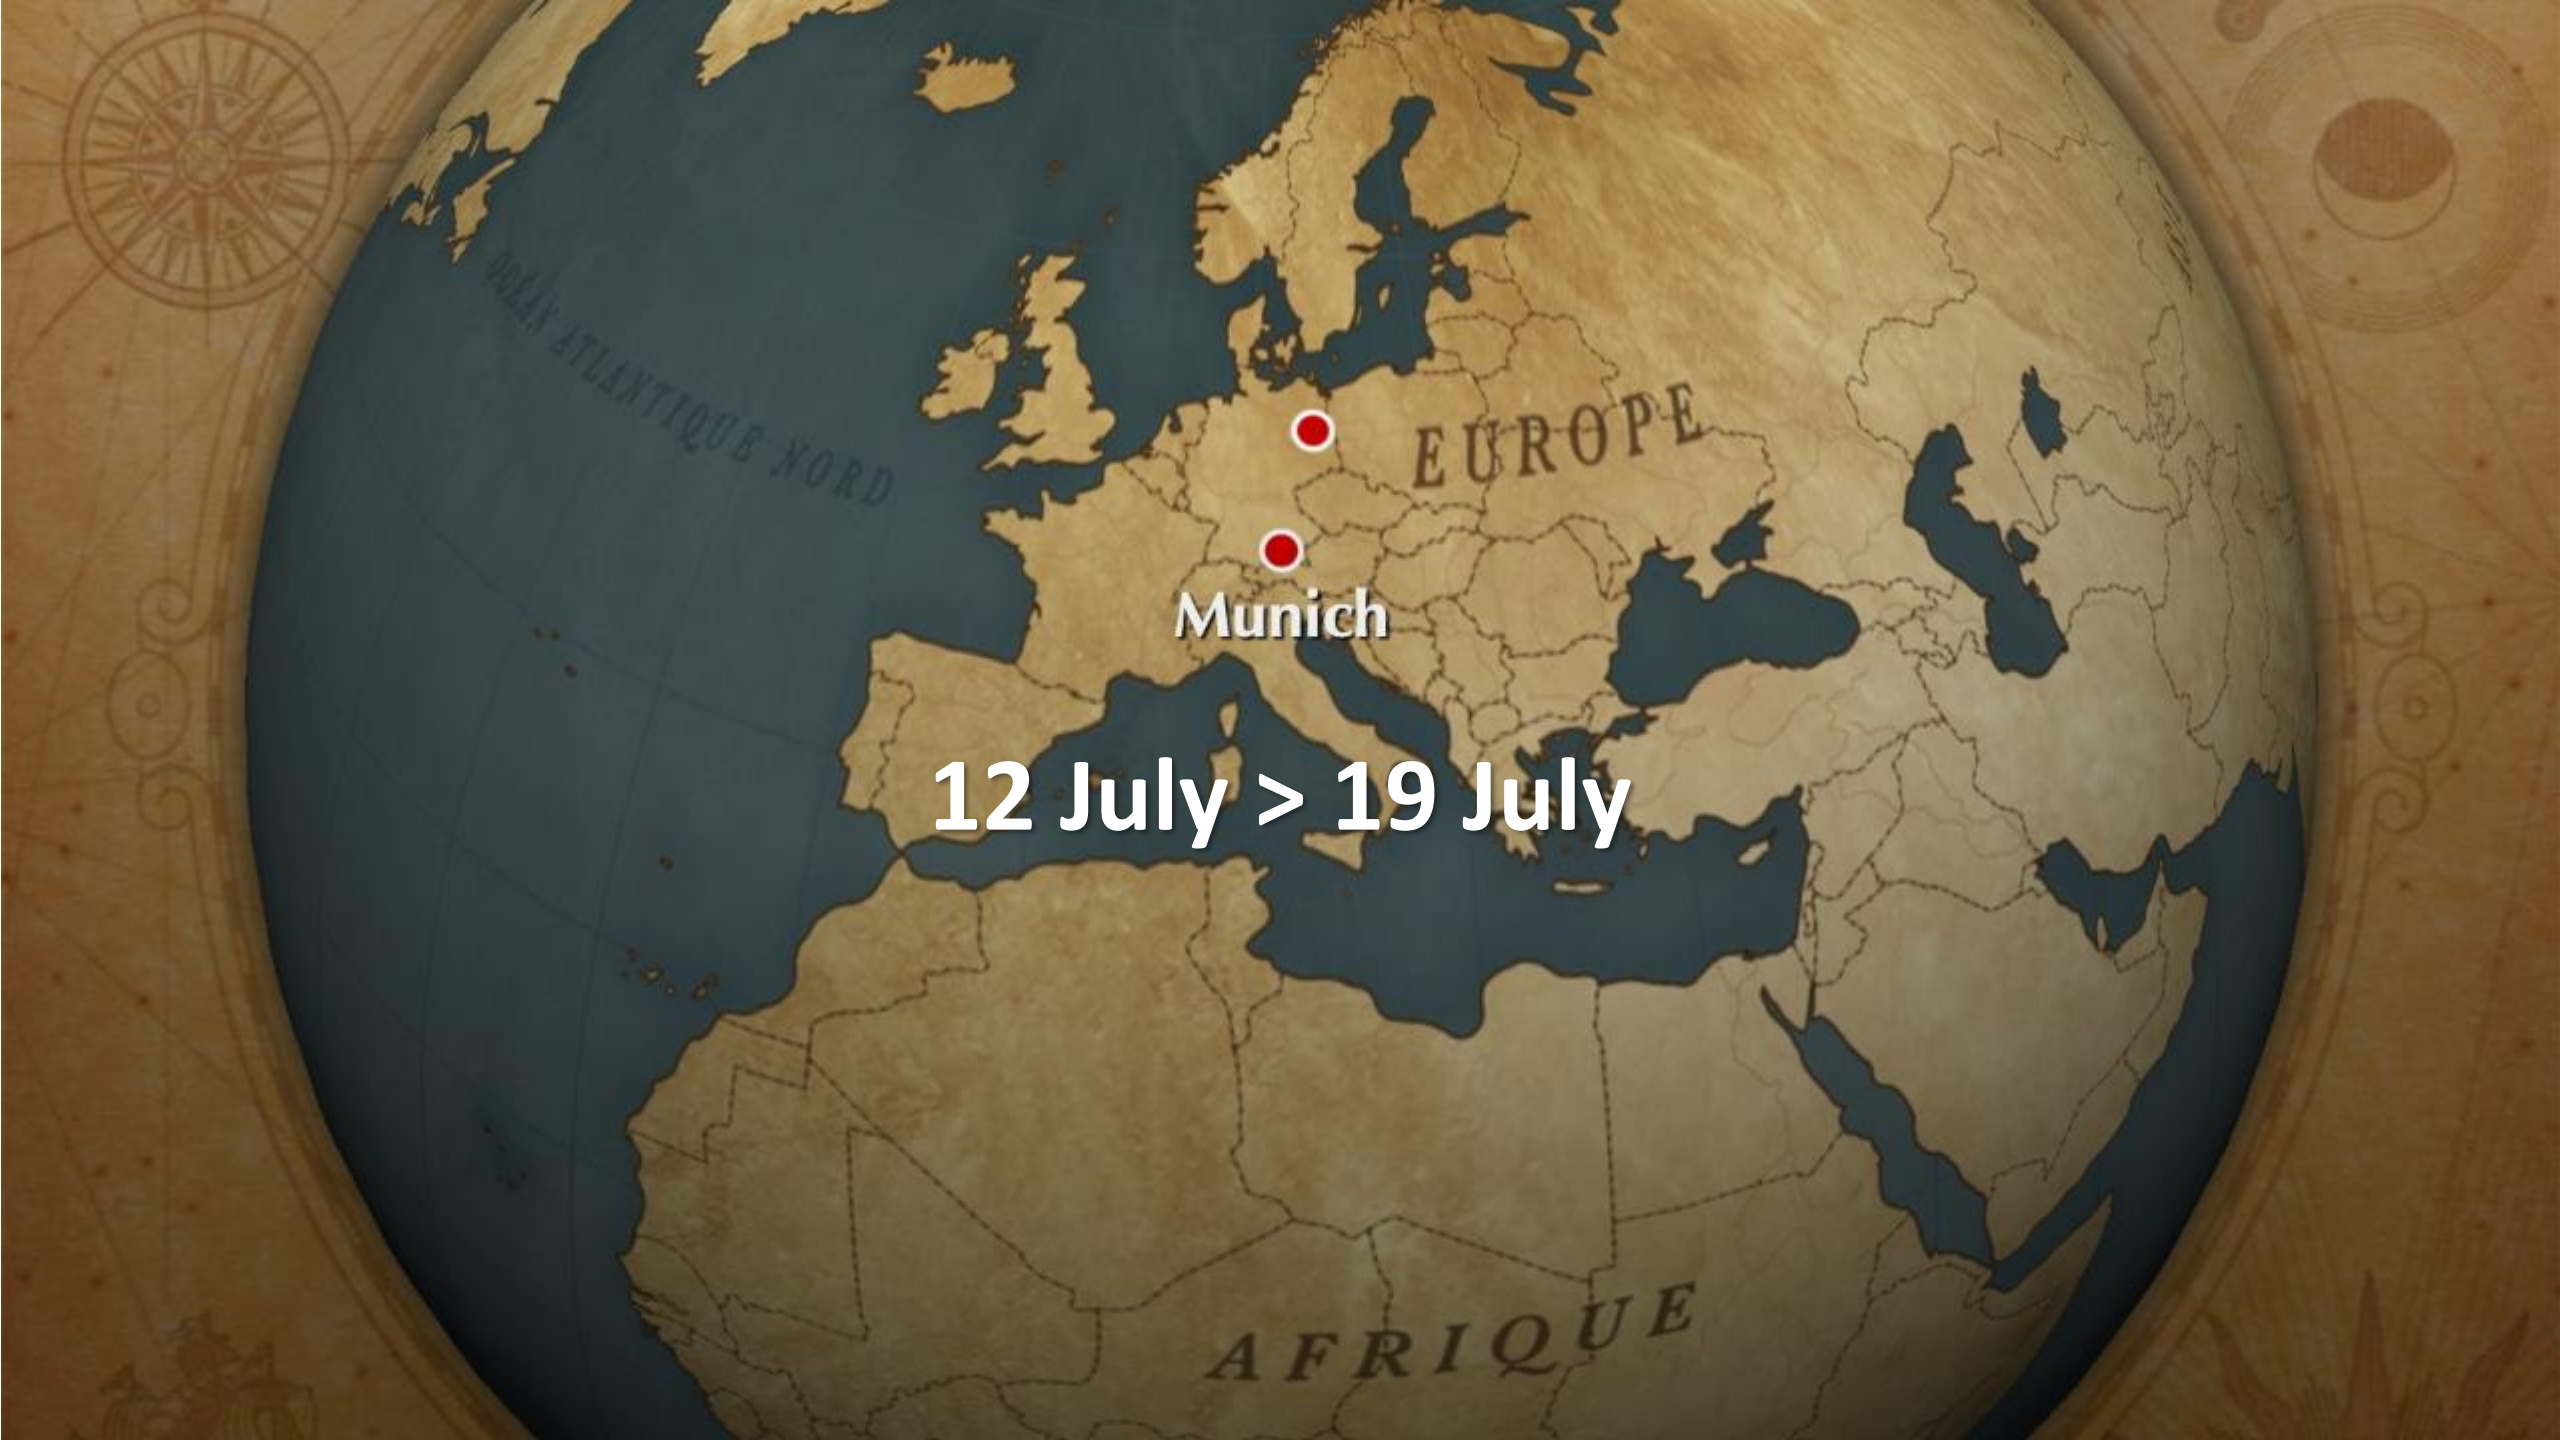 OCÉAN ATLANTIQUE NORD
EUROPE
Munich
12 July > 19 July
AFRIQUE